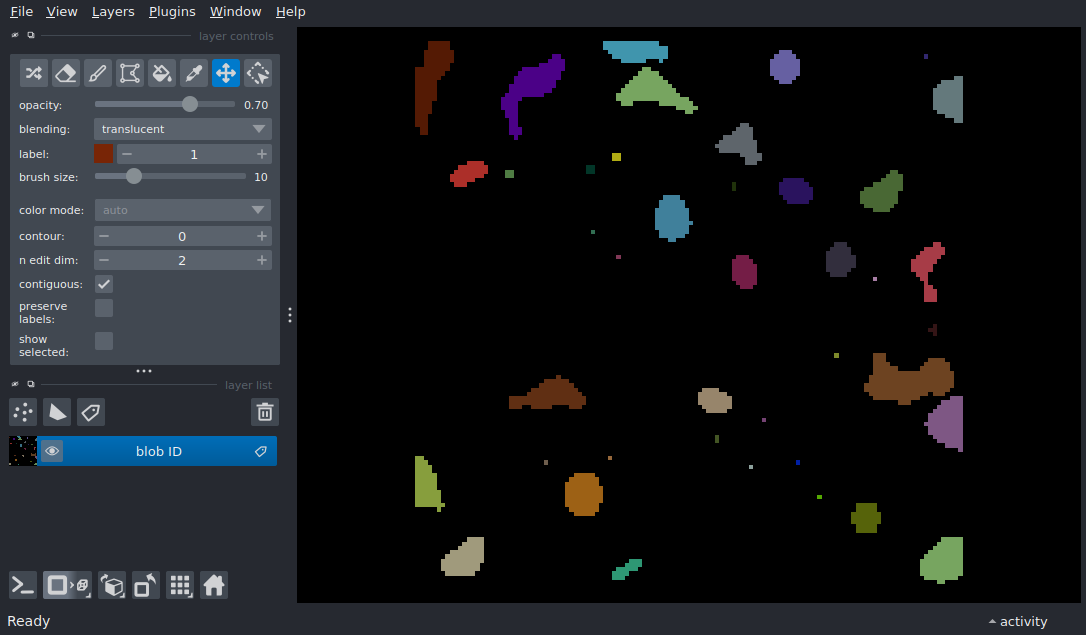 File View Layers Plugins Window Help
layer controls
opacity: 0.70
blending: translucent
label: 1
brush size: 10
color mode: auto
contour: 0
n edit dim: 2
contiguous:
preserve
labels:
show
selected:
layer list
blob ID
Ready activity